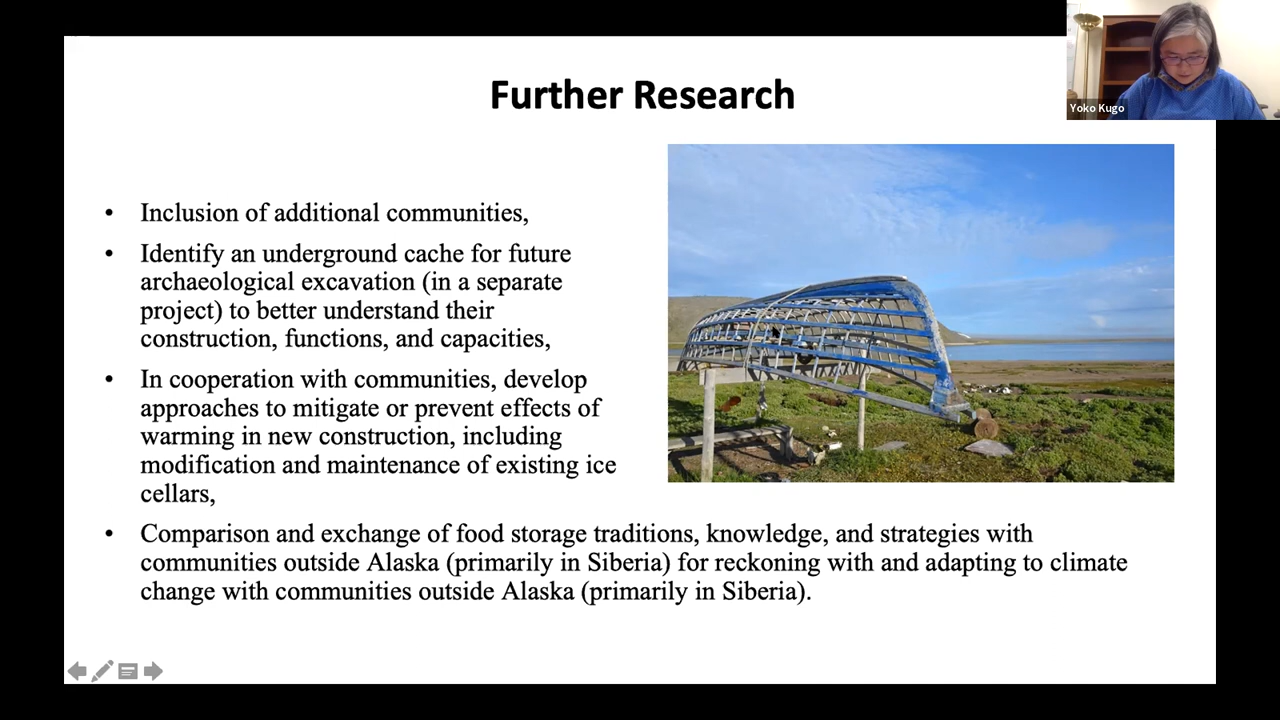 Yoko Kugo
Further Research
• Inclusion of additional communities,
• Identify an underground cache for future
archaeological excavation (in a separate
project) to better understand their
construction, functions, and capacities,
• In cooperation with communities, develop
approaches to mitigate or prevent effects of
warming in new construction, including
modification and maintenance of existing ice
cellars,
• Comparison and exchange of food storage traditions, knowledge, and strategies with
communities outside Alaska (primarily in Siberia) for reckoning with and adapting to climate
change with communities outside Alaska (primarily in Siberia).